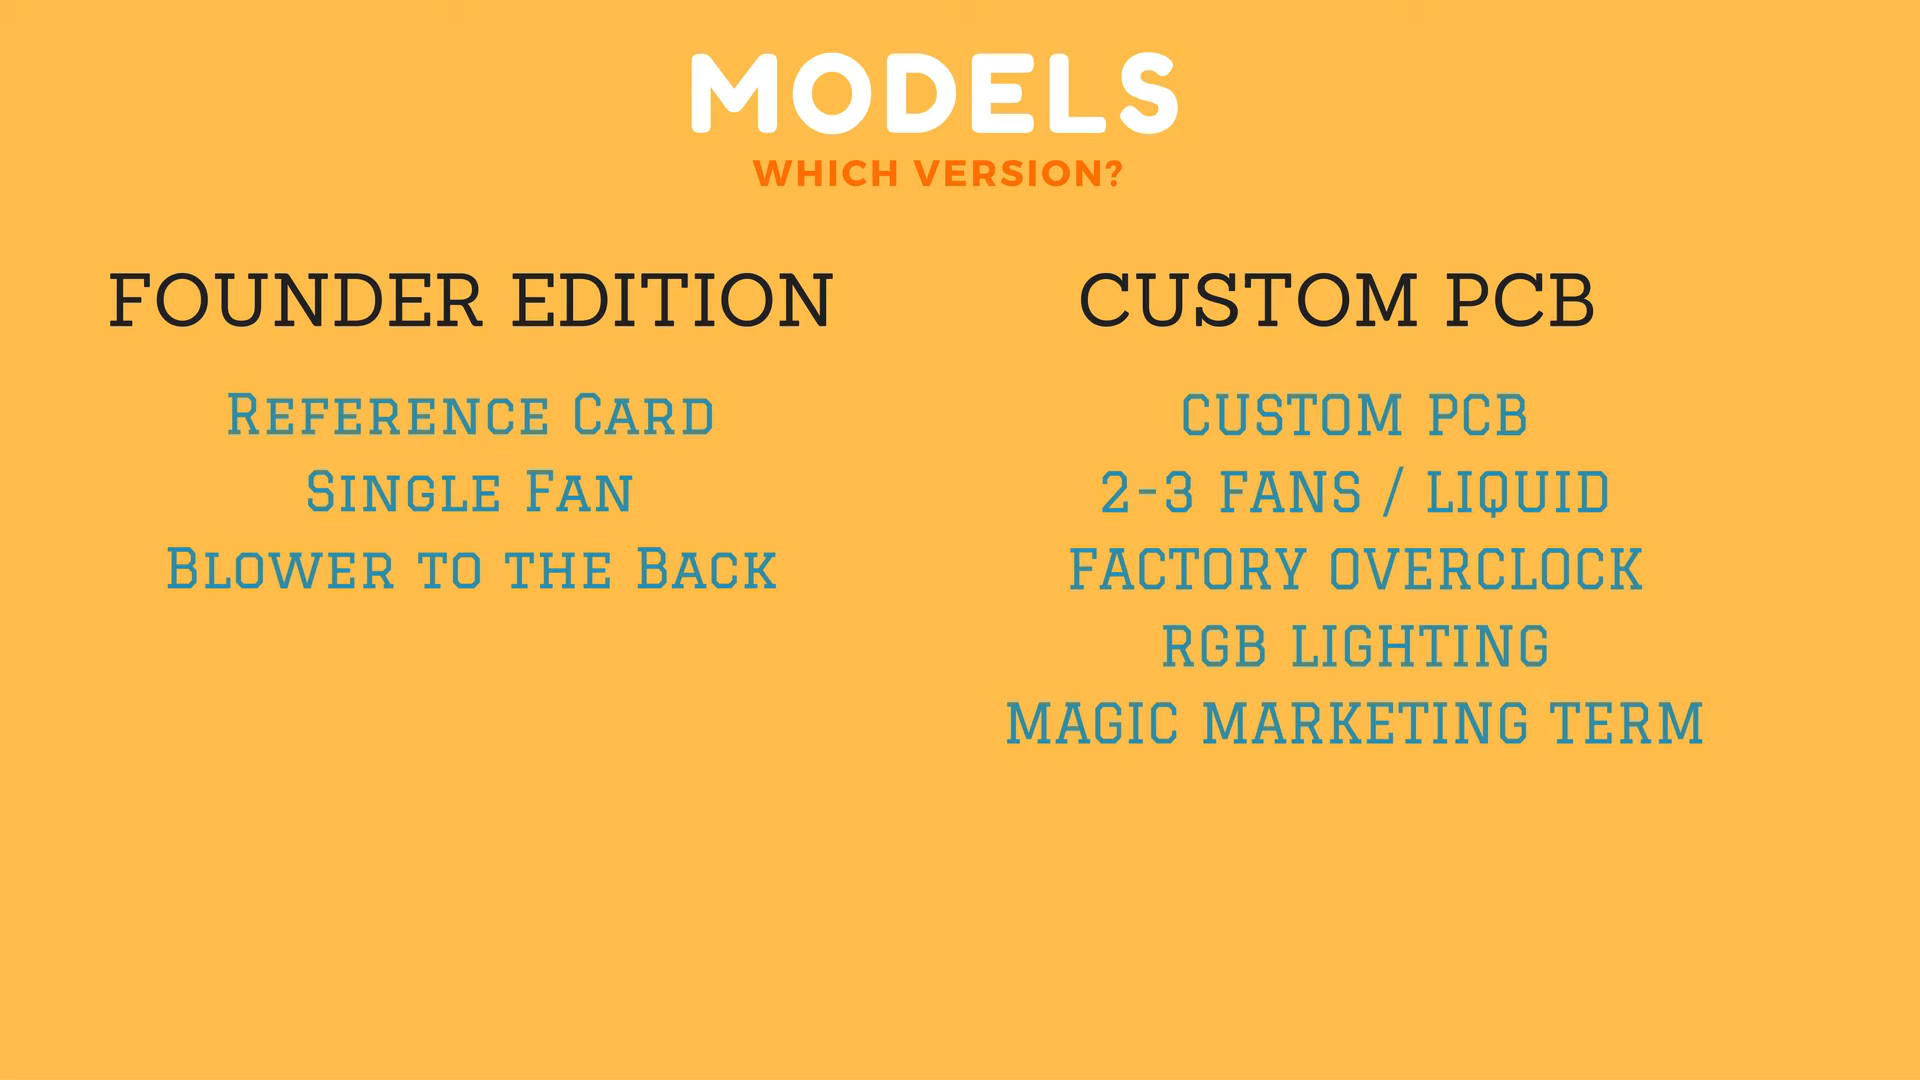 MODELS
WHICH VERSION?
FOUNDER EDITION
Reference Card
Single Fan
Blower to the Back
CUSTOM PCB
CUSTOM PCB
2-3 FANS / LIQUID
FACTORY OVERCLOCK
RGB LIGHTING
MAGIC MARKETING TERM